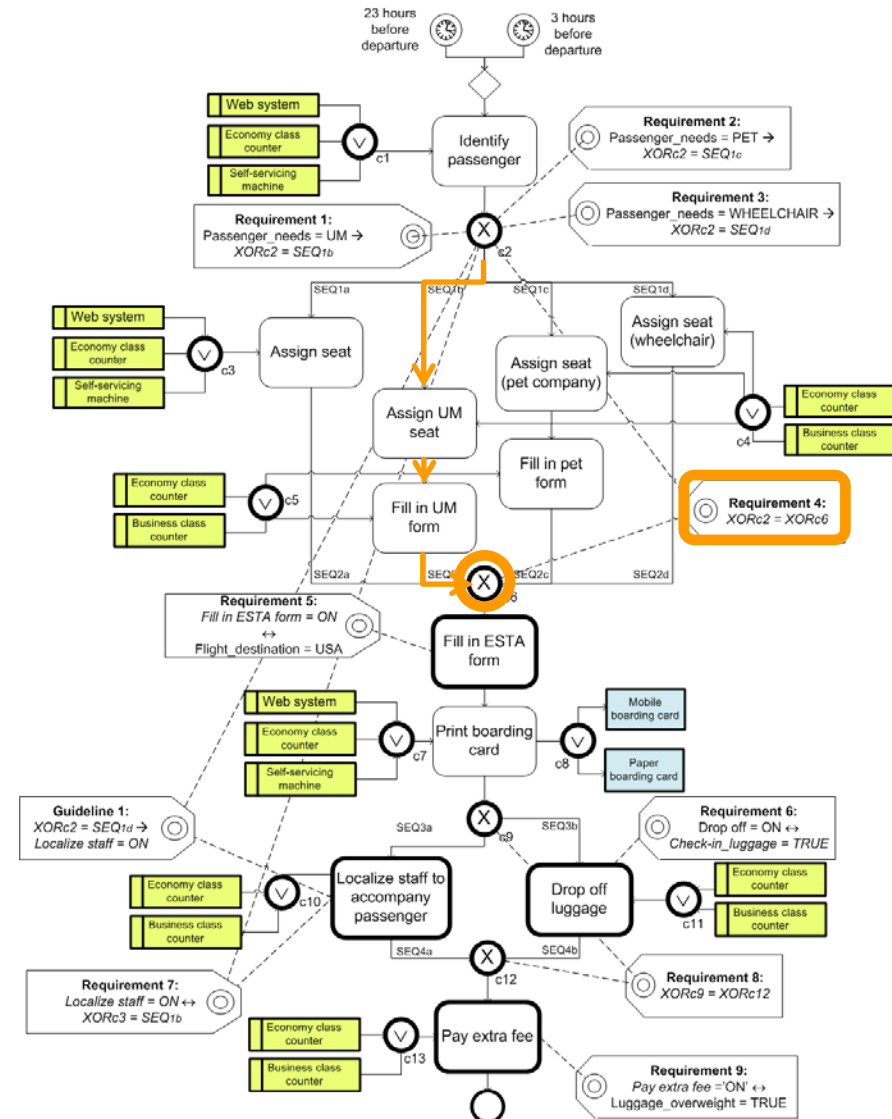 23 hours
before
departure
3 hours
before
departure
Web system
Economy class
counter
Self-servicing
machine
c1
Identify
passenger
Requirement 2:
Passenger_needs = PET →
XORc2 = SEQ1c
Requirement 1:
Passenger_needs = UM →
XORc2 = SEQ1b
Requirement 3:
Passenger_needs = WHEELCHAIR →
XORc2 = SEQ1d
X
c2
SEQ1a
SEQ1b
SEQ1c
SEQ1d
Web system
Economy class
counter
Self-servicing
machine
c3
Assign seat
Assign seat
(wheelchair)
Assign seat
(pet company)
Assign UM
seat
c4
Economy class
counter
Business class
counter
Economy class
counter
Business class
counter
c5
Fill in pet
form
Fill in UM
form
Requirement 4:
XORc2 = XORc6
SEQ2a
X
SEQ2c
SEQ2d
Requirement 5:
Fill in ESTA form = ON
↔
Flight_destination = USA
Fill in ESTA
form
Web system
Economy class
counter
Self-servicing
machine
c7
Print boarding
card
c8
Mobile
boarding card
Paper
boarding card
Guideline 1:
XORc2 = SEQ1d →
Localize staff = ON
SEQ3a
X
c9
SEQ3b
Requirement 6:
Drop off = ON ↔
Check-in_luggage = TRUE
Economy class
counter
Business class
counter
c10
Localize staff to
accompany
passenger
Drop off
luggage
c11
Economy class
counter
Business class
counter
SEQ4a
X
SEQ4b
c12
Requirement 7:
Localize staff = ON ↔
XORc3 = SEQ1b
Requirement 8:
XORc9 = XORc12
Economy class
counter
Business class
counter
c13
Pay extra fee
Requirement 9:
Pay extra fee ='ON' ↔
Luggage_overweight = TRUE